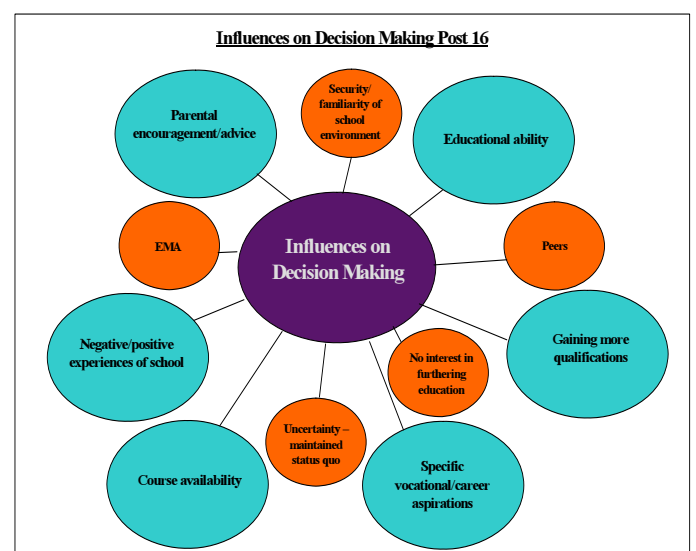 Influences on Decision Making Post 16
Parental
encouragement/advice
Security/
familiarity of
school
environment
Educational ability
EMA
Influences on
Decision Making
Peers
Negative/positive
experiences of school
No interest in
furthering
education
Gaining more
qualifications
Course availability
Uncertainty –
maintained
status quo
Specific
vocational/career
aspirations